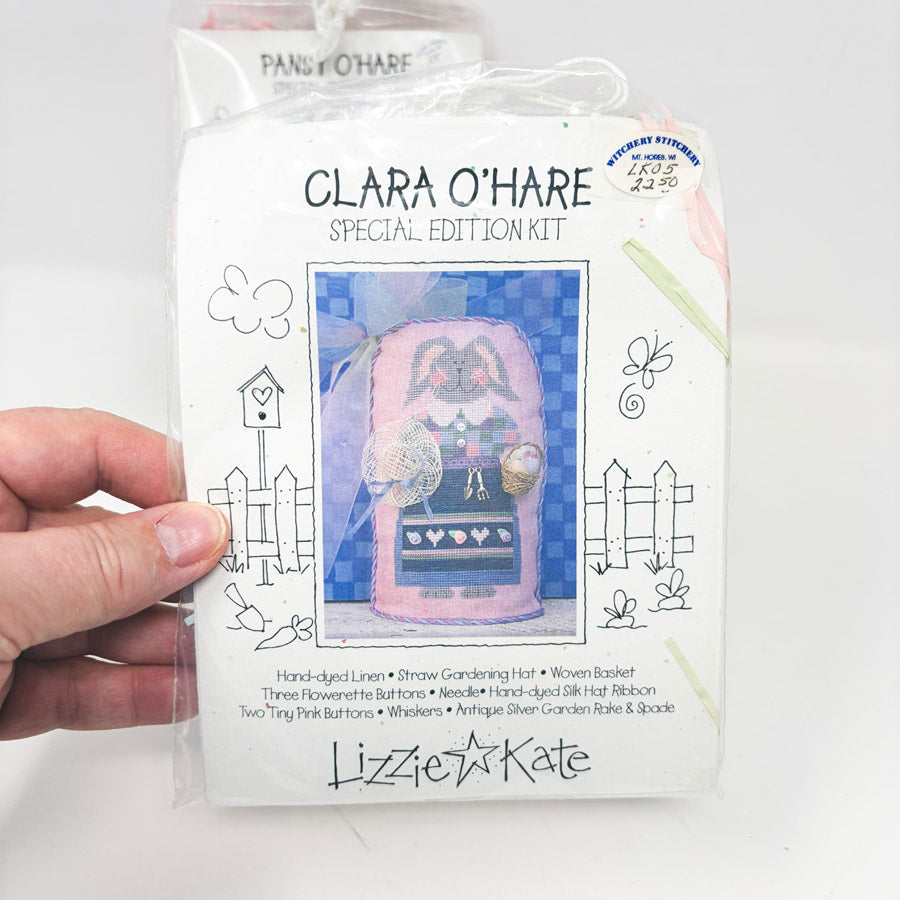 PANSY O'HARE
SPECIAL
CLARA O'HARE
SPECIAL EDITION KIT
WITCHERY STITCHERY
MT. HOREB, WI
LK05
22.50
Hand-dyed Linen • Straw Gardening Hat • Woven Basket
Three Flowerette Buttons • Needle• Hand-dyed Silk Hat Ribbon
Two Tiny Pink Buttons • Whiskers • Antique Silver Garden Rake & Spade
Lizzie☆Kate